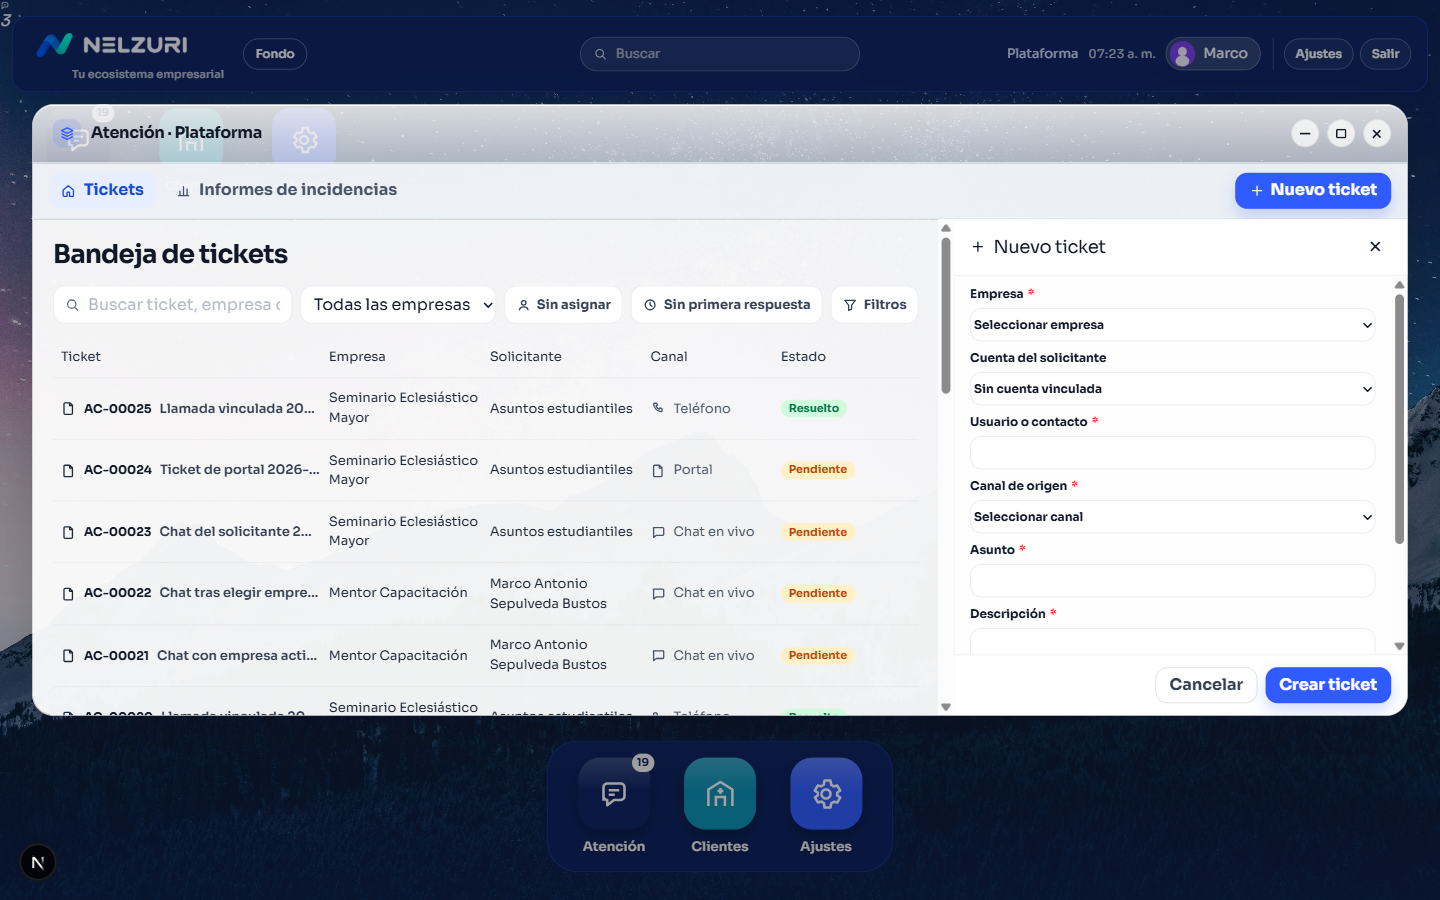 3
NELZURI
Tu ecosistema empresarial
Fondo
Buscar
Plataforma 07:23 a. m. Marco Ajustes Salir
19
Atención · Plataforma
Tickets Informes de incidencias + Nuevo ticket
Bandeja de tickets
Buscar ticket, empresa c Todas las empresas Sin asignar Sin primera respuesta Filtros
Ticket Empresa Solicitante Canal Estado
AC-00025 Llamada vinculada 20... Seminario Eclesiástico Mayor Asuntos estudiantiles Teléfono Resuelto
AC-00024 Ticket de portal 2026-... Seminario Eclesiástico Mayor Asuntos estudiantiles Portal Pendiente
AC-00023 Chat del solicitante 2... Seminario Eclesiástico Mayor Asuntos estudiantiles Chat en vivo Pendiente
AC-00022 Chat tras elegir empre... Mentor Capacitación Marco Antonio Sepulveda Bustos Chat en vivo Pendiente
AC-00021 Chat con empresa acti... Mentor Capacitación Marco Antonio Sepulveda Bustos Chat en vivo Pendiente
Seminario Eclesiástico
+ Nuevo ticket
Empresa *
Seleccionar empresa
Cuenta del solicitante
Sin cuenta vinculada
Usuario o contacto *
Canal de origen *
Seleccionar canal
Asunto *
Descripción *
Cancelar Crear ticket
19
Atención Clientes Ajustes
N